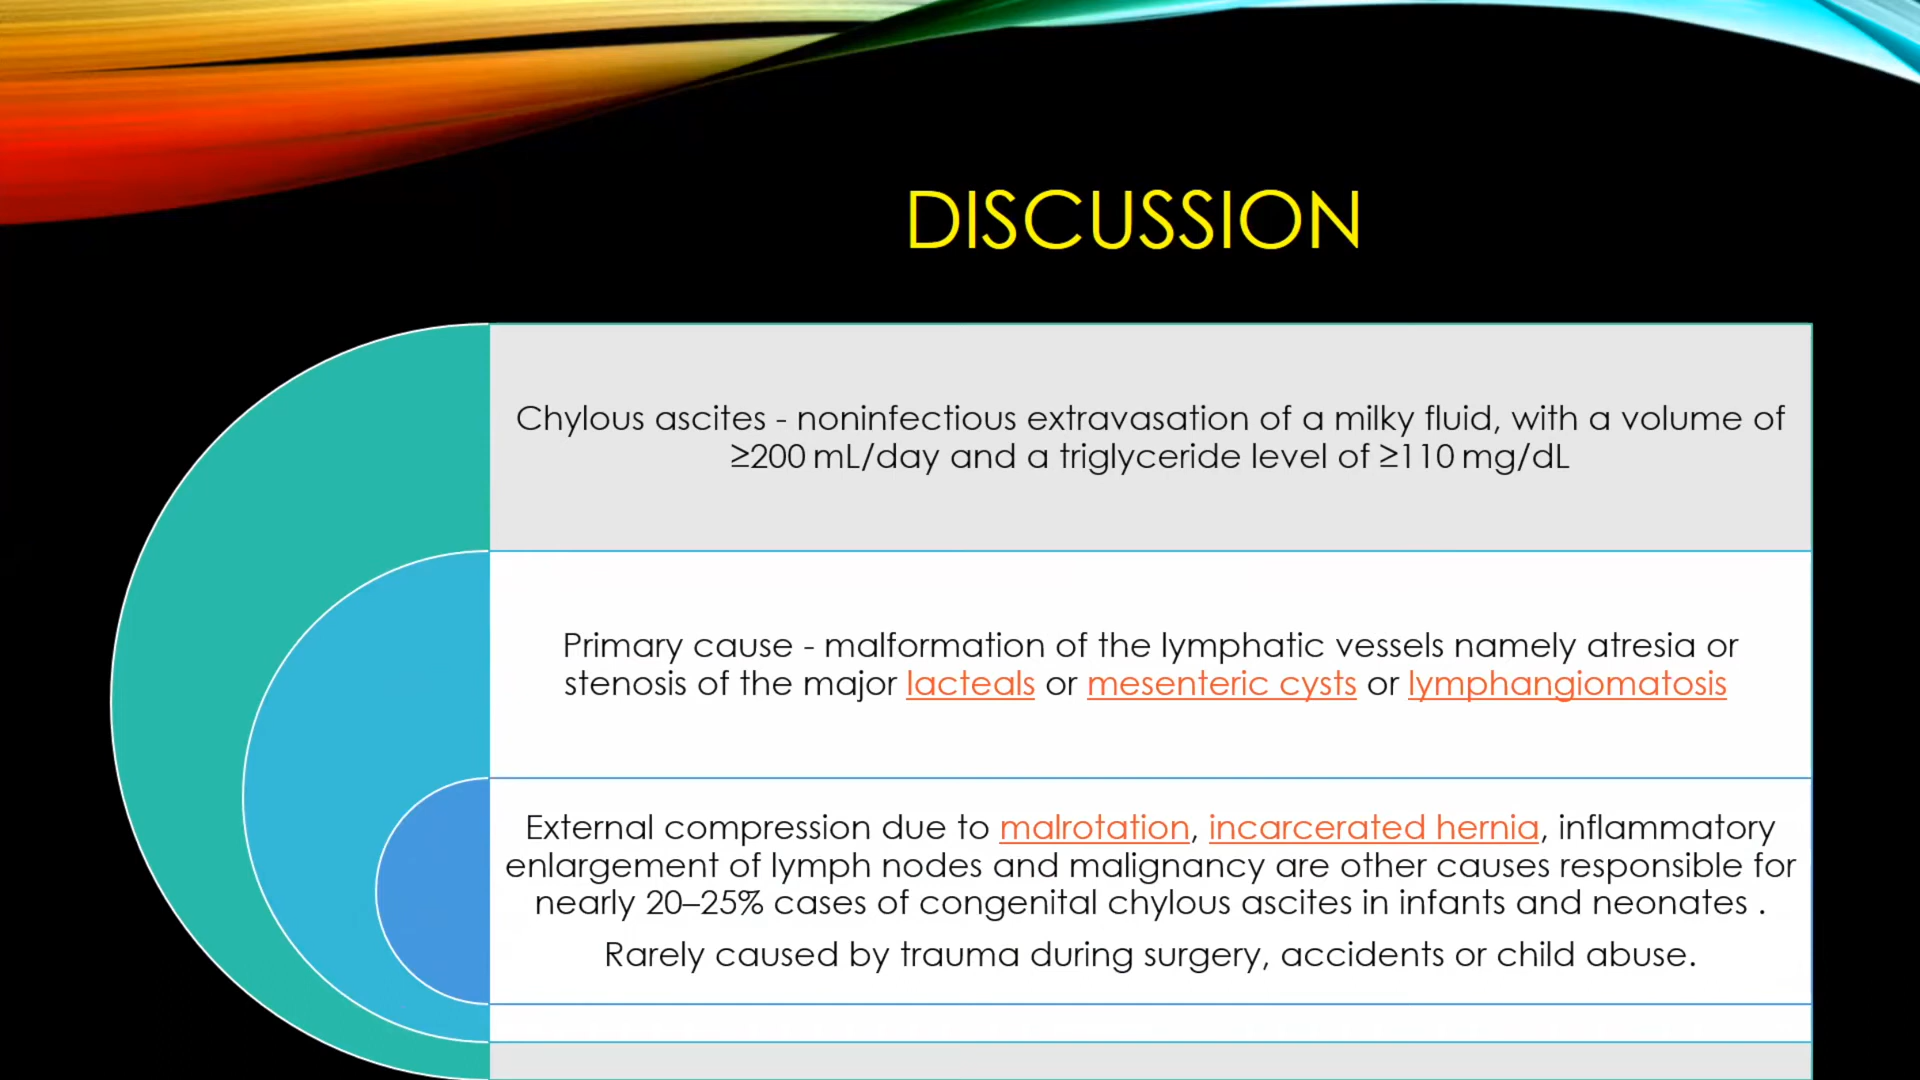 DISCUSSION
Chylous ascites - noninfectious extravasation of a milky fluid, with a volume of
≥200 mL/day and a triglyceride level of ≥110 mg/dL
Primary cause - malformation of the lymphatic vessels namely atresia or
stenosis of the major lacteals or mesenteric cysts or lymphangiomatosis
External compression due to malrotation, incarcerated hernia, inflammatory
enlargement of lymph nodes and malignancy are other causes responsible for
nearly 20–25% cases of congenital chylous ascites in infants and neonates .
Rarely caused by trauma during surgery, accidents or child abuse.